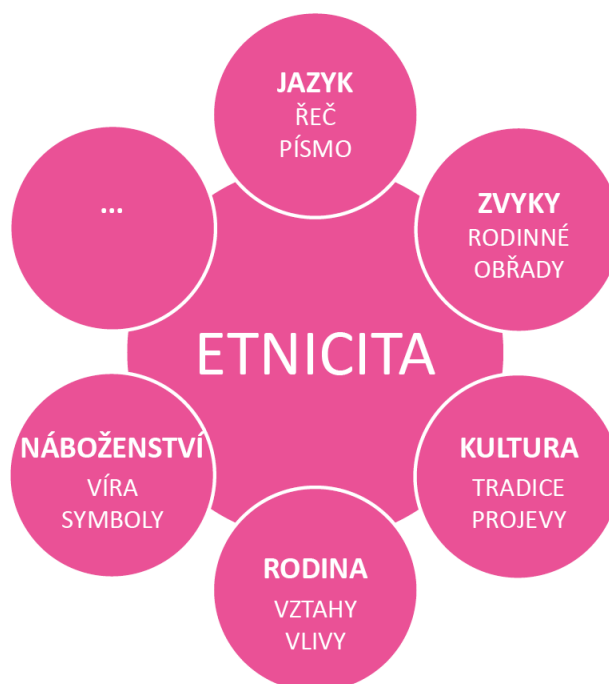 JAZYK
ŘEČ
PÍSMO
...
ZVYKY
RODINNÉ
OBŘADY
ETNICITA
NÁBOŽENSTVÍ
VÍRA
SYMBOLY
KULTURA
TRADICE
PROJEVY
RODINA
VZTAHY
VLIVY